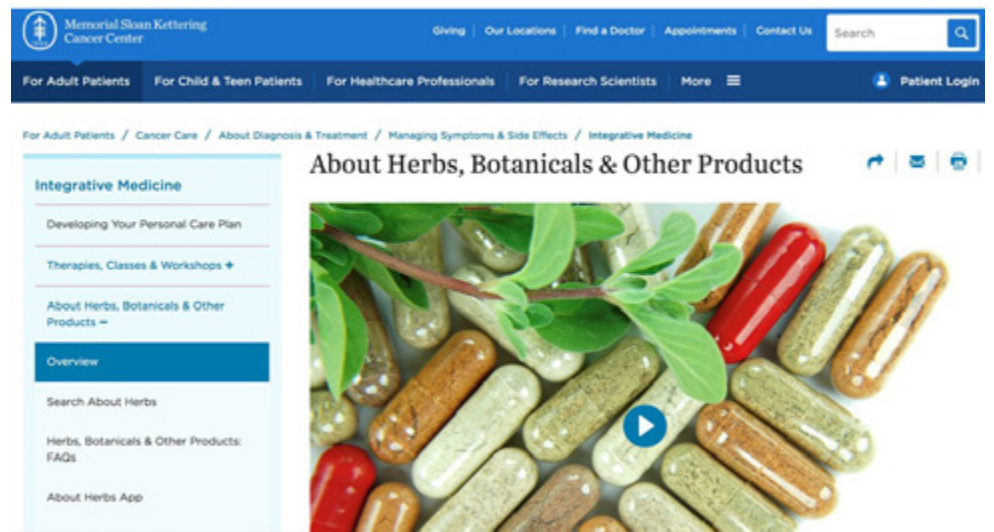 Memorial Sloan Kettering
Cancer Center
Giving | Our Locations | Find a Doctor | Appointments | Contact Us
Search
For Adult Patients
For Child & Teen Patients
For Healthcare Professionals
For Research Scientists
More
Patient Login
For Adult Patients / Cancer Care / About Diagnosis & Treatment / Managing Symptoms & Side Effects / Integrative Medicine
Integrative Medicine
Developing Your Personal Care Plan
Therapies, Classes & Workshops +
About Herbs, Botanicals & Other
Products –
Overview
Search About Herbs
Herbs, Botanicals & Other Products:
FAQs
About Herbs App
About Herbs, Botanicals & Other Products